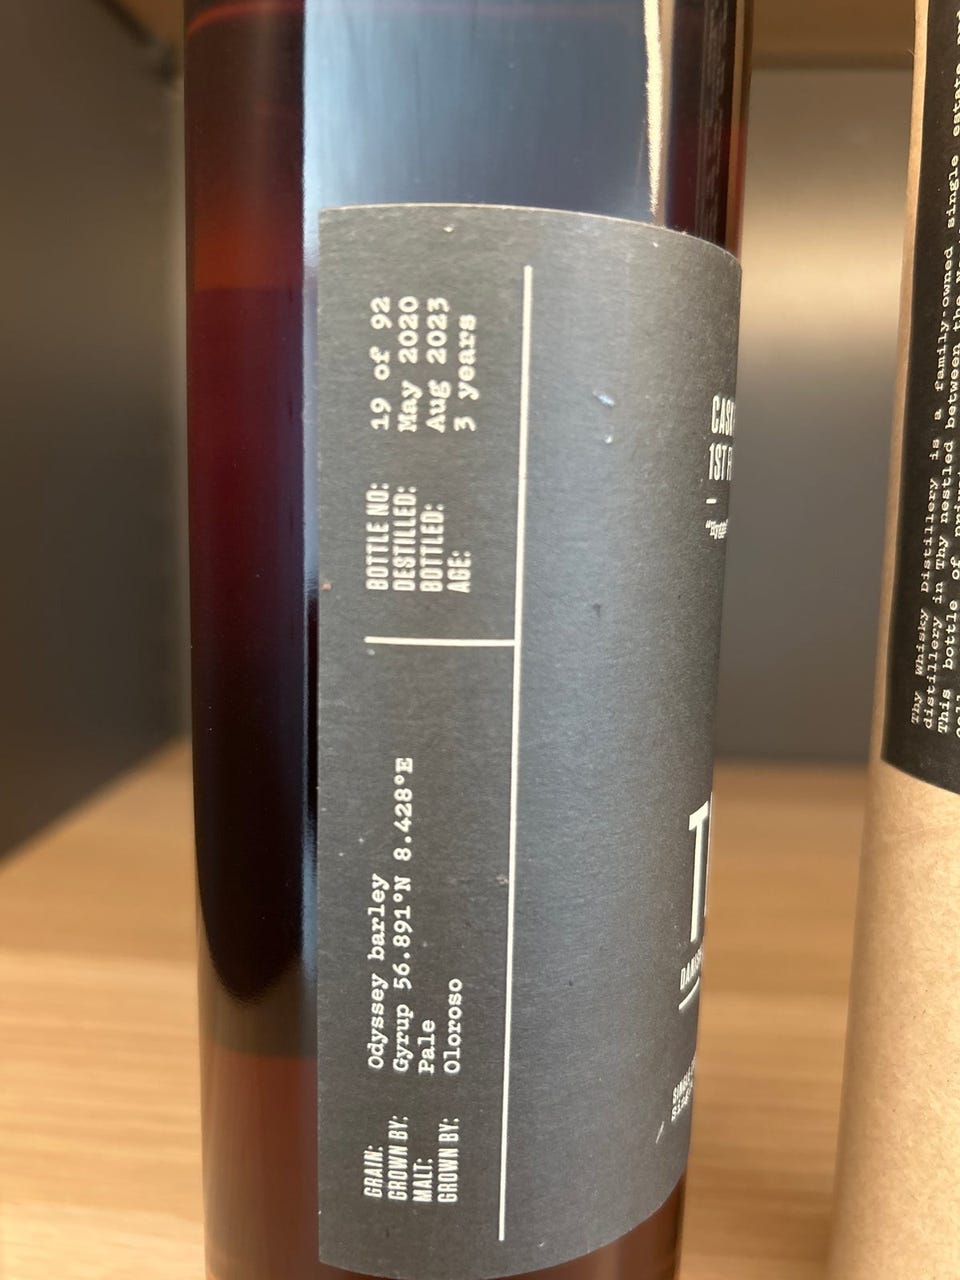 GRAIN: Odyssey barley
GROWN BY: Gyrup 56.891°N 8.428°E
MALT: Pale
GROWN BY: Oloroso
BOTTLE NO: 19 of 92
DESTILLED: May 2020
BOTTLED: Aug 2023
AGE: 3 years
1ST
Thy Whisky Distillery is a family-owned single estate
distillery in Thy nestled between the
This bottle of